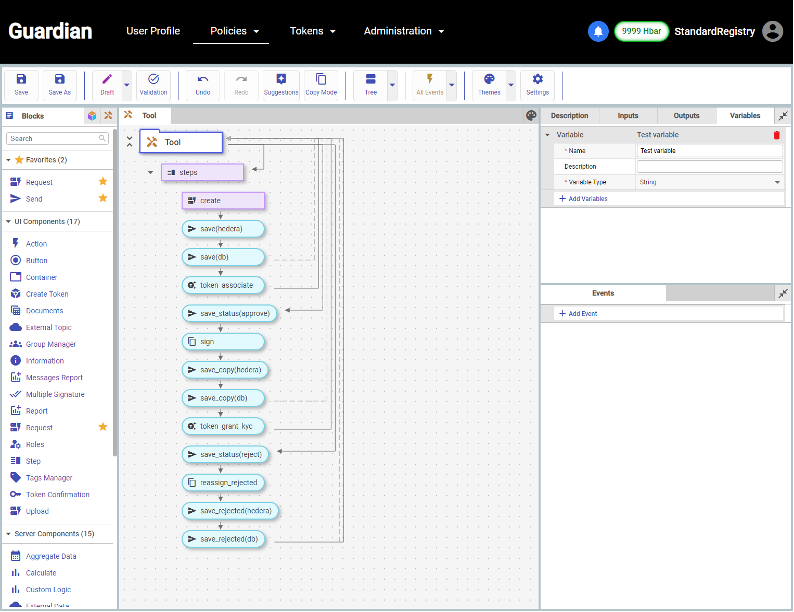 Guardian
User Profile
Policies
Tokens
Administration
9999 Hbar
StandardRegistry
Save
Save As
Draft
Validation
Undo
Redo
Suggestions
Copy Mode
Tree
All Events
Themes
Settings
Blocks
Search
Favorites (2)
Request
Send
UI Components (17)
Action
Button
Container
Create Token
Documents
External Topic
Group Manager
Information
Messages Report
Multiple Signature
Report
Request
Roles
Step
Tags Manager
Token Confirmation
Upload
Server Components (15)
Aggregate Data
Calculate
Custom Logic
External Data
Tool
Tool
steps
create
save(hedera)
save(db)
token_associate
save_status(approve)
sign
save_copy(hedera)
save_copy(db)
token_grant_kyc
save_status(reject)
reassign_rejected
save_rejected(hedera)
save_rejected(db)
Description
Inputs
Outputs
Variables
Variable
Test variable
* Name
Test variable
Description
* Variable Type
String
+ Add Variables
Events
+ Add Event